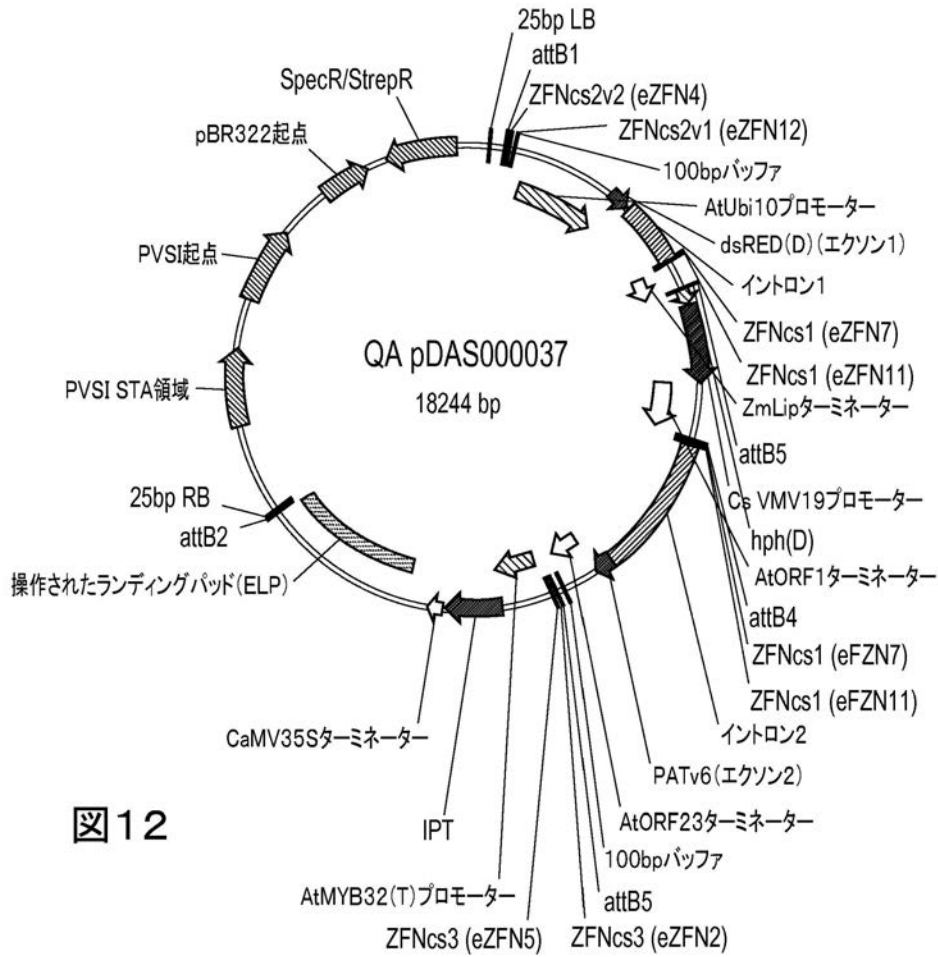 25bp LB
attB1
ZFNcs2v2 (eZFN4)
ZFNcs2v1 (eZFN12)
100bpバッファ
AtUbi10プロモーター
dsRED(D)(エクソン1)
イントロン1
ZFNcs1 (eZFN7)
ZFNcs1 (eZFN11)
ZmLipターミネーター
attB5
Cs VMV19プロモーター
hph(D)
AtORF1ターミネーター
attB4
ZFNcs1 (eFZN7)
ZFNcs1 (eFZN11)
イントロン2
PATv6(エクソン2)
AtORF23ターミネーター
100bpバッファ
attB5
ZFNcs3 (eZFN2)
ZFNcs3 (eZFN5)
AtMYB32(T)プロモーター
IPT
CaMV35Sターミネーター
操作されたランディングパッド(ELP)
attB2
25bp RB
PVSI STA領域
PVSI起点
pBR322起点
SpecR/StrepR
QA pDAS000037
18244 bp
図12